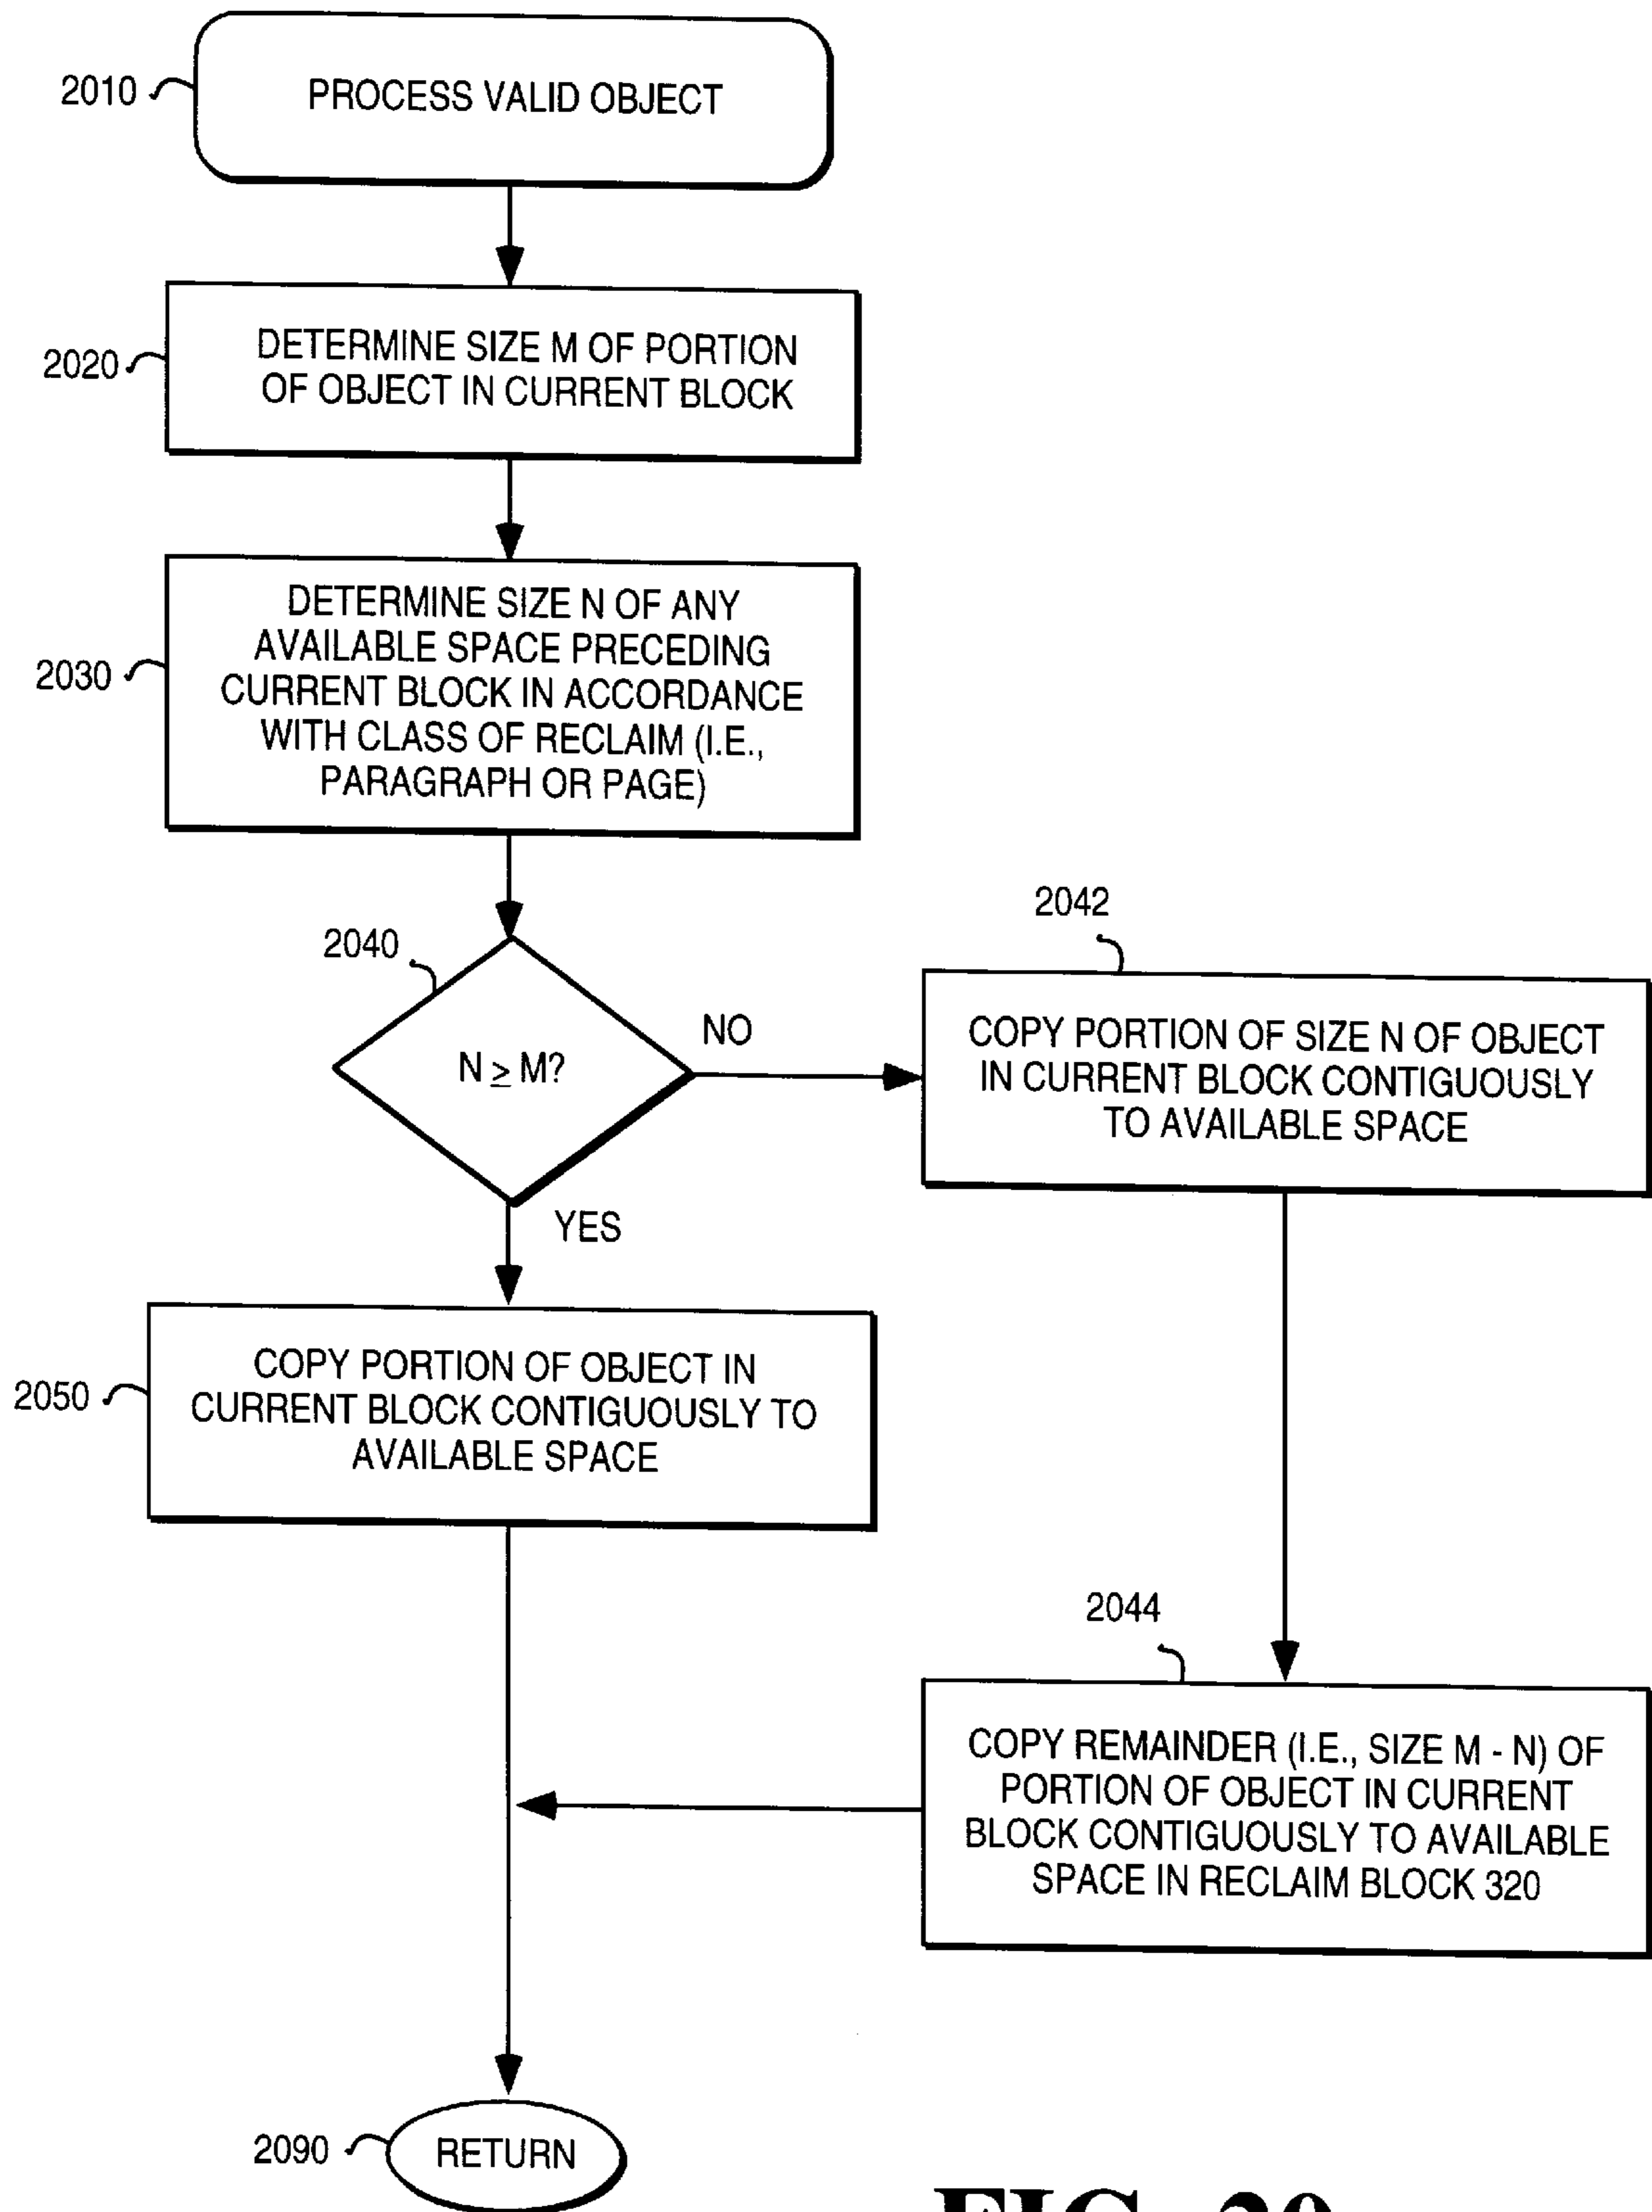 2010
PROCESS VALID OBJECT
2020
DETERMINE SIZE M OF PORTION
OF OBJECT IN CURRENT BLOCK
2030
DETERMINE SIZE N OF ANY
AVAILABLE SPACE PRECEDING
CURRENT BLOCK IN ACCORDANCE
WITH CLASS OF RECLAIM (I.E.,
PARAGRAPH OR PAGE)
2040
N ≥ M?
NO
YES
2042
COPY PORTION OF SIZE N OF OBJECT
IN CURRENT BLOCK CONTIGUOUSLY
TO AVAILABLE SPACE
2050
COPY PORTION OF OBJECT IN
CURRENT BLOCK CONTIGUOUSLY TO
AVAILABLE SPACE
2044
COPY REMAINDER (I.E., SIZE M - N) OF
PORTION OF OBJECT IN CURRENT
BLOCK CONTIGUOUSLY TO AVAILABLE
SPACE IN RECLAIM BLOCK 320
2090
RETURN
FIG. 20